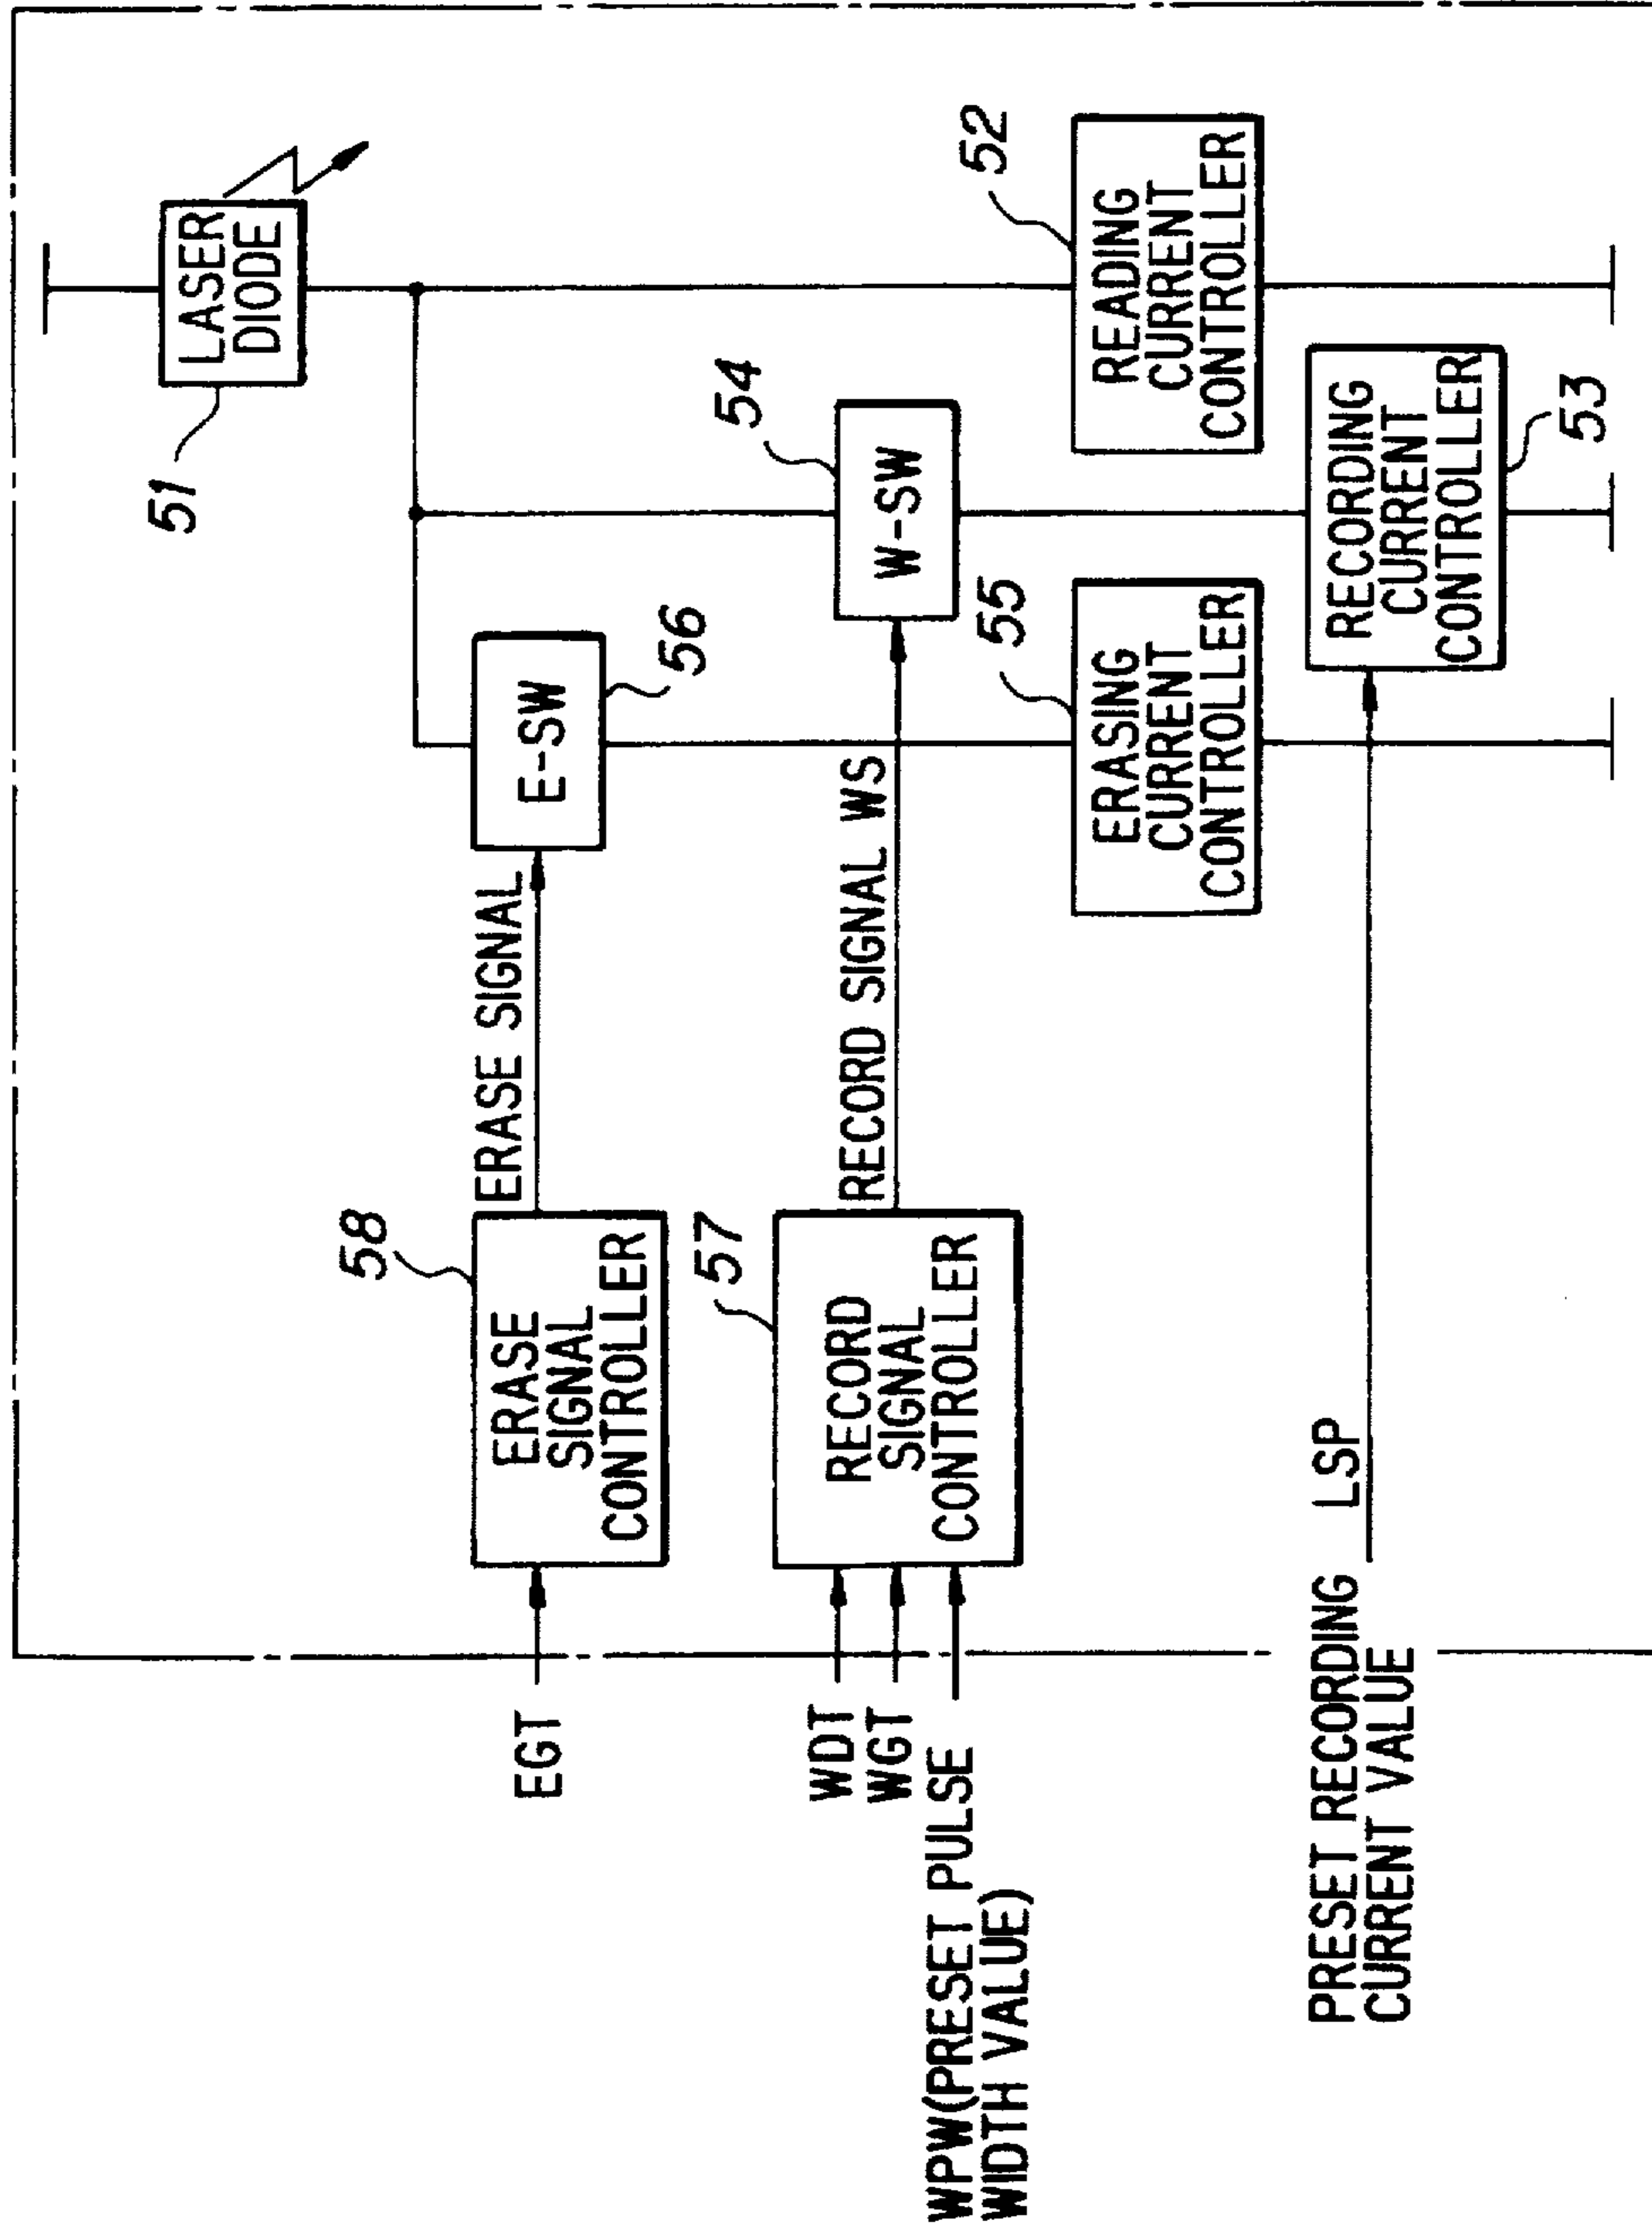 51
LASER
DIODE
58
ERASE
SIGNAL
CONTROLLER
EGT
ERASE SIGNAL
E-SW
56
57
RECORD
SIGNAL
CONTROLLER
WDT
WGT
WPW(PRESET PULSE
WIDTH VALUE)
RECORD SIGNAL WS
54
W-SW
55
ERASING
CURRENT
CONTROLLER
52
READING
CURRENT
CONTROLLER
PRESET RECORDING
CURRENT VALUE
LSP
RECORDING
CURRENT
CONTROLLER
53